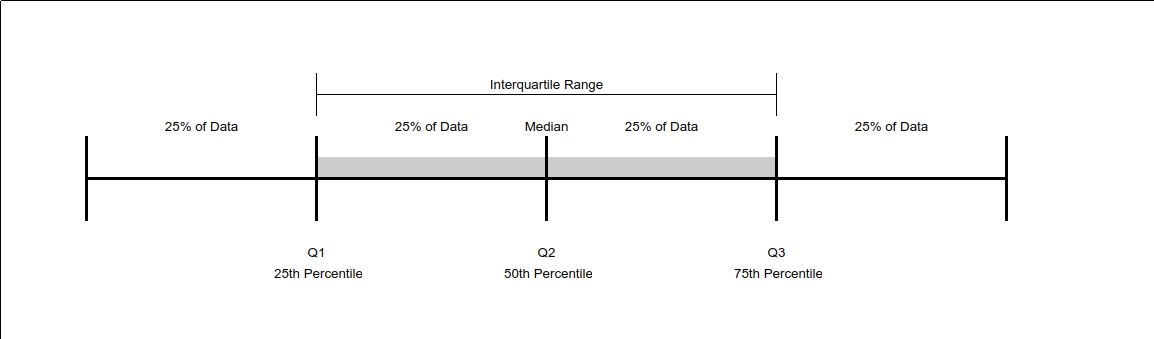 Interquartile Range
25% of Data
25% of Data
Median
25% of Data
25% of Data
Q1
Q2
Q3
25th Percentile
50th Percentile
75th Percentile